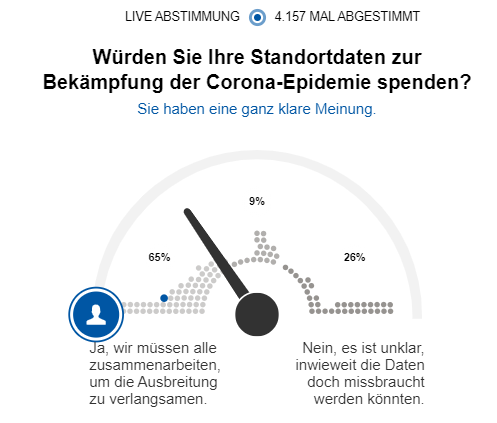 LIVE ABSTIMMUNG 4.157 MAL ABGESTIMMT
Würden Sie Ihre Standortdaten zur
Bekämpfung der Corona-Epidemie spenden?
Sie haben eine ganz klare Meinung.
9%
65%
26%
Ja, wir müssen alle
zusammenarbeiten,
um die Ausbreitung
zu verlangsamen.
Nein, es ist unklar,
inwieweit die Daten
doch missbraucht
werden könnten.